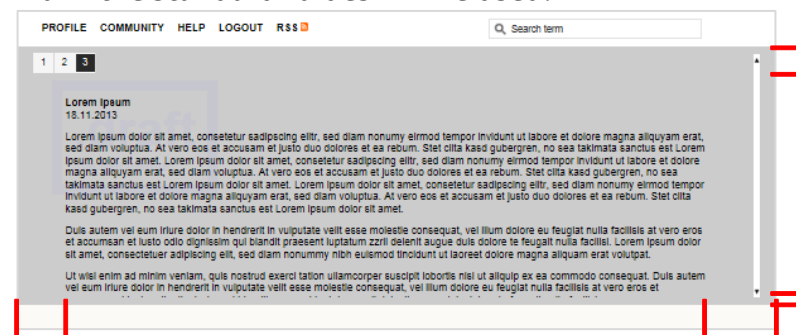 PROFILE COMMUNITY HELP LOGOUT RSS
Search term
1 2 3
Draft
Lorem Ipsum
18.11.2013
Lorem ipsum dolor sit amet, consetetur sadipscing elitr, sed diam nonumy eirmod tempor invidunt ut labore et dolore magna aliquyam erat,
sed diam voluptua. At vero eos et accusam et justo duo dolores et ea rebum. Stet clita kasd gubergren, no sea takimata sanctus est Lorem
ipsum dolor sit amet. Lorem ipsum dolor sit amet, consetetur sadipscing elitr, sed diam nonumy eirmod tempor invidunt ut labore et dolore
magna aliquyam erat, sed diam voluptua. At vero eos et accusam et justo duo dolores et ea rebum. Stet clita kasd gubergren, no sea
takimata sanctus est Lorem ipsum dolor sit amet. Lorem ipsum dolor sit amet, consetetur sadipscing elitr, sed diam nonumy eirmod tempor
invidunt ut labore et dolore magna aliquyam erat, sed diam voluptua. At vero eos et accusam et justo duo dolores et ea rebum. Stet clita
kasd gubergren, no sea takimata sanctus est Lorem ipsum dolor sit amet.
Duis autem vel eum iriure dolor in hendrerit in vulputate velit esse molestie consequat, vel illum dolore eu feugiat nulla facilisis at vero eros
et accumsan et iusto odio dignissim qui blandit praesent luptatum zzril delenit augue duis dolore te feugait nulla facilisi. Lorem ipsum dolor
sit amet, consectetuer adipiscing elit, sed diam nonummy nibh euismod tincidunt ut laoreet dolore magna aliquam erat volutpat.
Ut wisi enim ad minim veniam, quis nostrud exerci tation ullamcorper suscipit lobortis nisl ut aliquip ex ea commodo consequat. Duis autem
vel eum iriure dolor in hendrerit in vulputate velit esse molestie consequat, vel illum dolore eu feugiat nulla facilisis at vero eros et